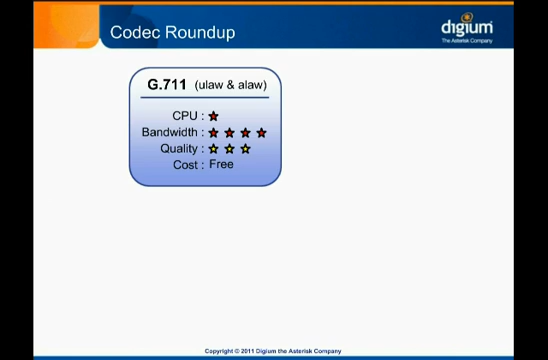 Codec Roundup
digium
The Asterisk Company
G.711 (ulaw & alaw)
CPU :
Bandwidth :
Quality :
Cost : Free
Copyright © 2011 Digium the Asterisk Company